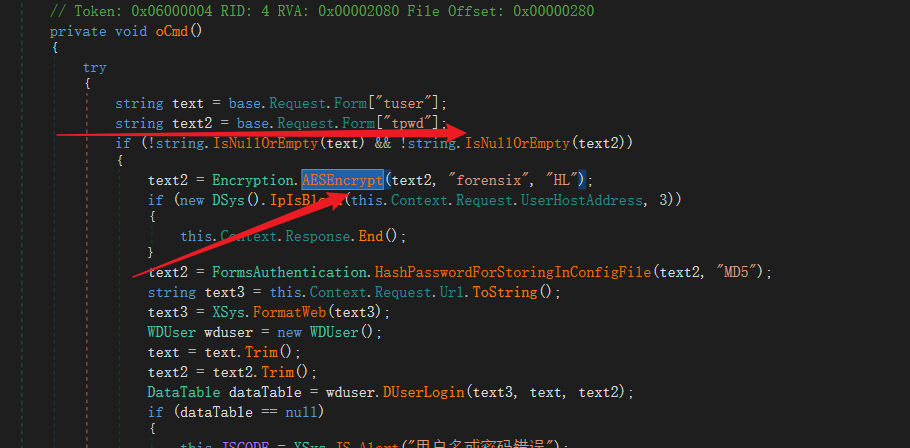 // Token: 0x06000004 RID: 4 RVA: 0x00002080 File Offset: 0x00000280
private void oCmd()
{
try
{
string text = base.Request.Form["tuser"];
string text2 = base.Request.Form["tpwd"];
if (!string.IsNullOrEmpty(text) && !string.IsNullOrEmpty(text2))
{
text2 = Encryption.AESEncrypt(text2, "forensix", "HL");
if (new DSys().IpIsB(this.Context.Request.UserHostAddress, 3))
{
this.Context.Response.End();
}
text2 = FormsAuthentication.HashPasswordForStoringInConfigFile(text2, "MD5");
string text3 = this.Context.Request.Url.ToString();
text3 = XSys.FormatWeb(text3);
WDUser wduser = new WDUser();
text = text.Trim();
text2 = text2.Trim();
DataTable dataTable = wduser.DUserLogin(text3, text, text2);
if (dataTable == null)
{
this.JSCODE = XSys.JS.Alert("用户名或密码错误");